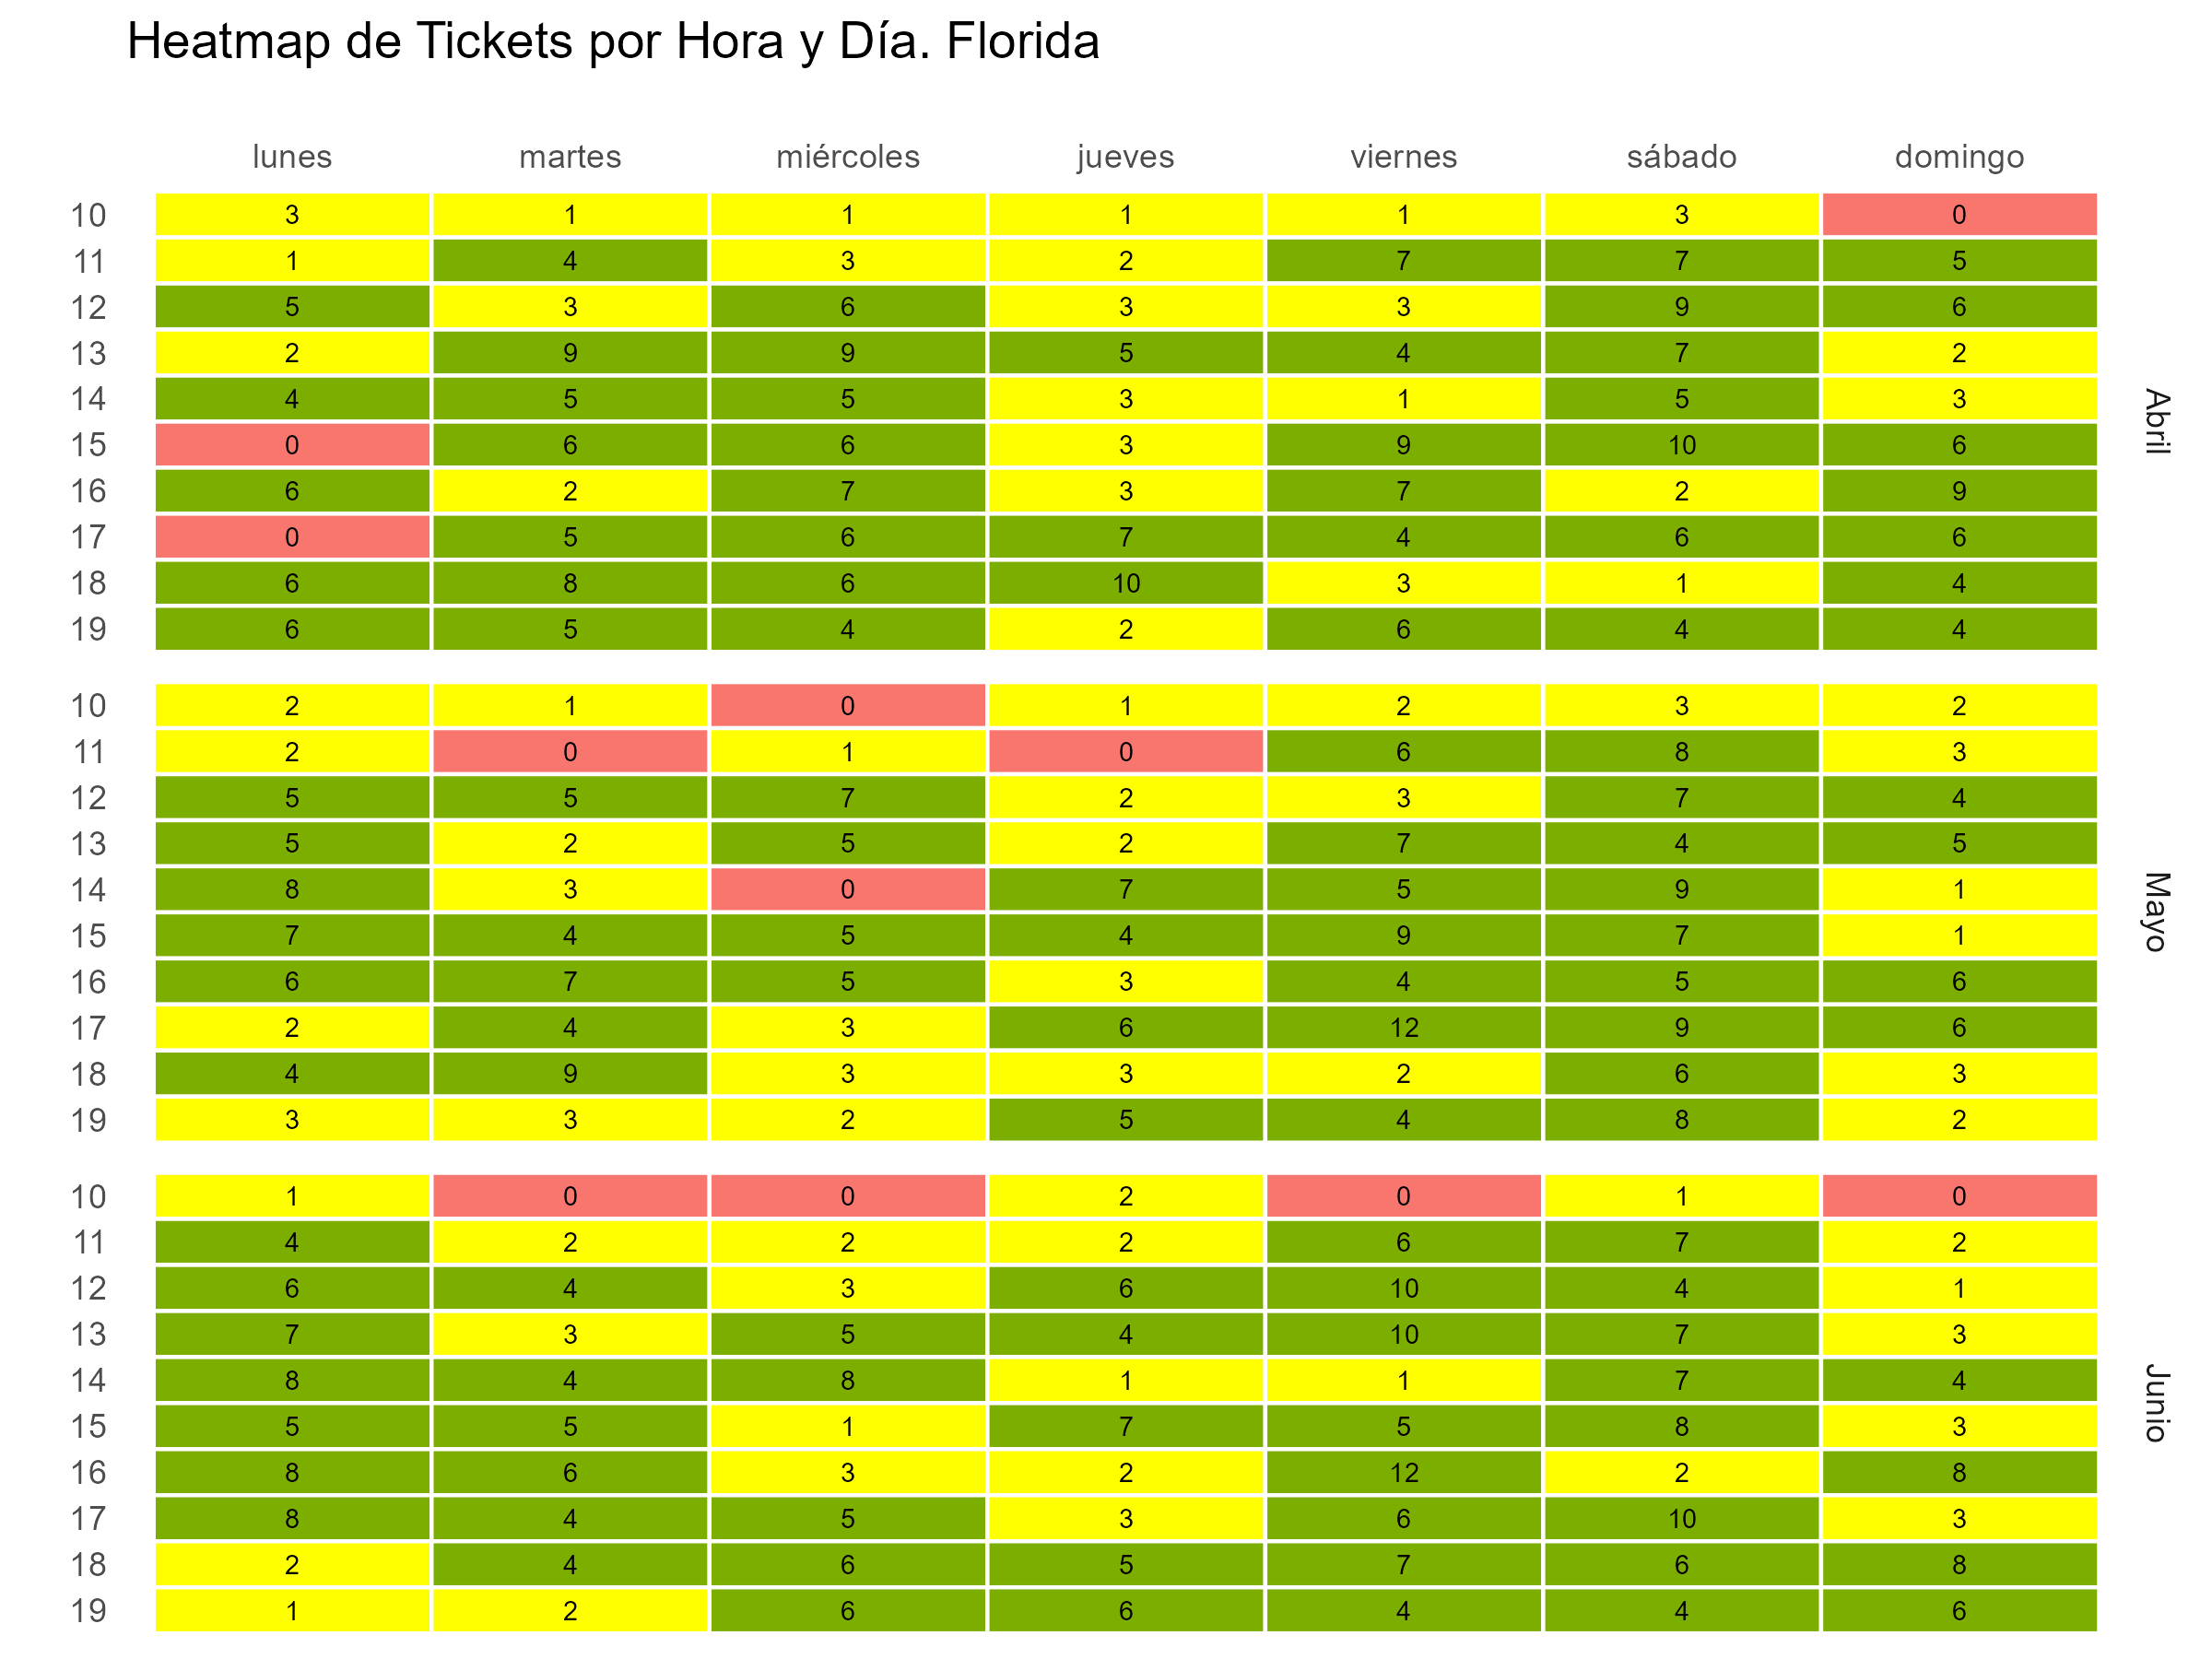 Heatmap de Tickets por Hora y Día. Florida
lunes martes miércoles jueves viernes sábado domingo
10 3 1 1 1 1 3 0
11 1 4 3 2 7 7 5
12 5 3 6 3 3 9 6
13 2 9 9 5 4 7 2
14 4 5 5 3 1 5 3
15 0 6 6 3 9 10 6
16 6 2 7 3 7 2 9
17 0 5 6 7 4 6 6
18 6 8 6 10 3 1 4
19 6 5 4 2 6 4 4
Abril
10 2 1 0 1 2 3 2
11 2 0 1 0 6 8 3
12 5 5 7 2 3 7 4
13 5 2 5 2 7 4 5
14 8 3 0 7 5 9 1
15 7 4 5 4 9 7 1
16 6 7 5 3 4 5 6
17 2 4 3 6 12 9 6
18 4 9 3 3 2 6 3
19 3 3 2 5 4 8 2
Mayo
10 1 0 0 2 0 1 0
11 4 2 2 2 6 7 2
12 6 4 3 6 10 4 1
13 7 3 5 4 10 7 3
14 8 4 8 1 1 7 4
15 5 5 1 7 5 8 3
16 8 6 3 2 12 2 8
17 8 4 5 3 6 10 3
18 2 4 6 5 7 6 8
19 1 2 6 6 4 4 6
Junio